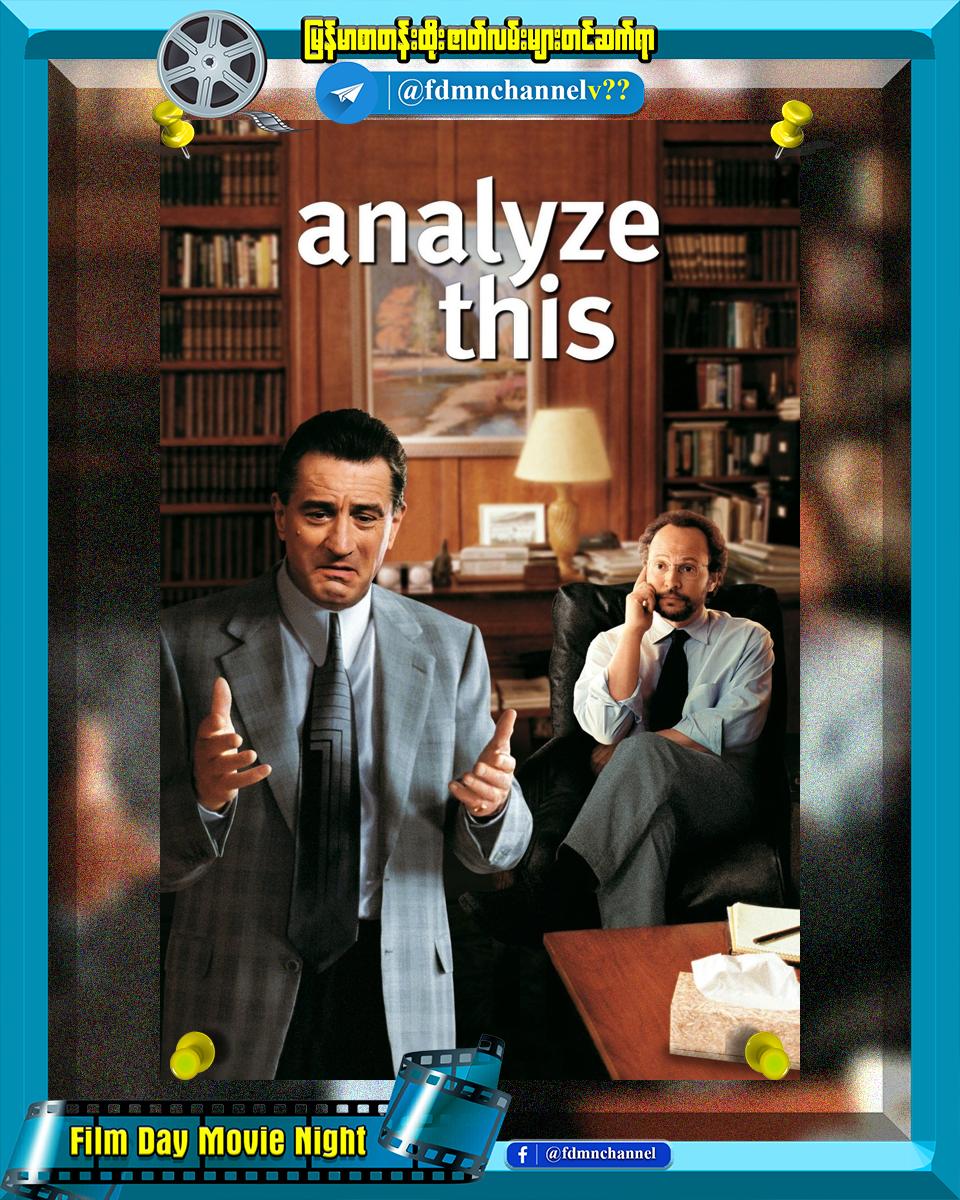 မြန်မာစာတန်းထိုးဇာတ်လမ်းများတင်ဆက်ရာ
@fdmnchannelv??
analyze
this
Film Day Movie Night
f @fdmnchannel